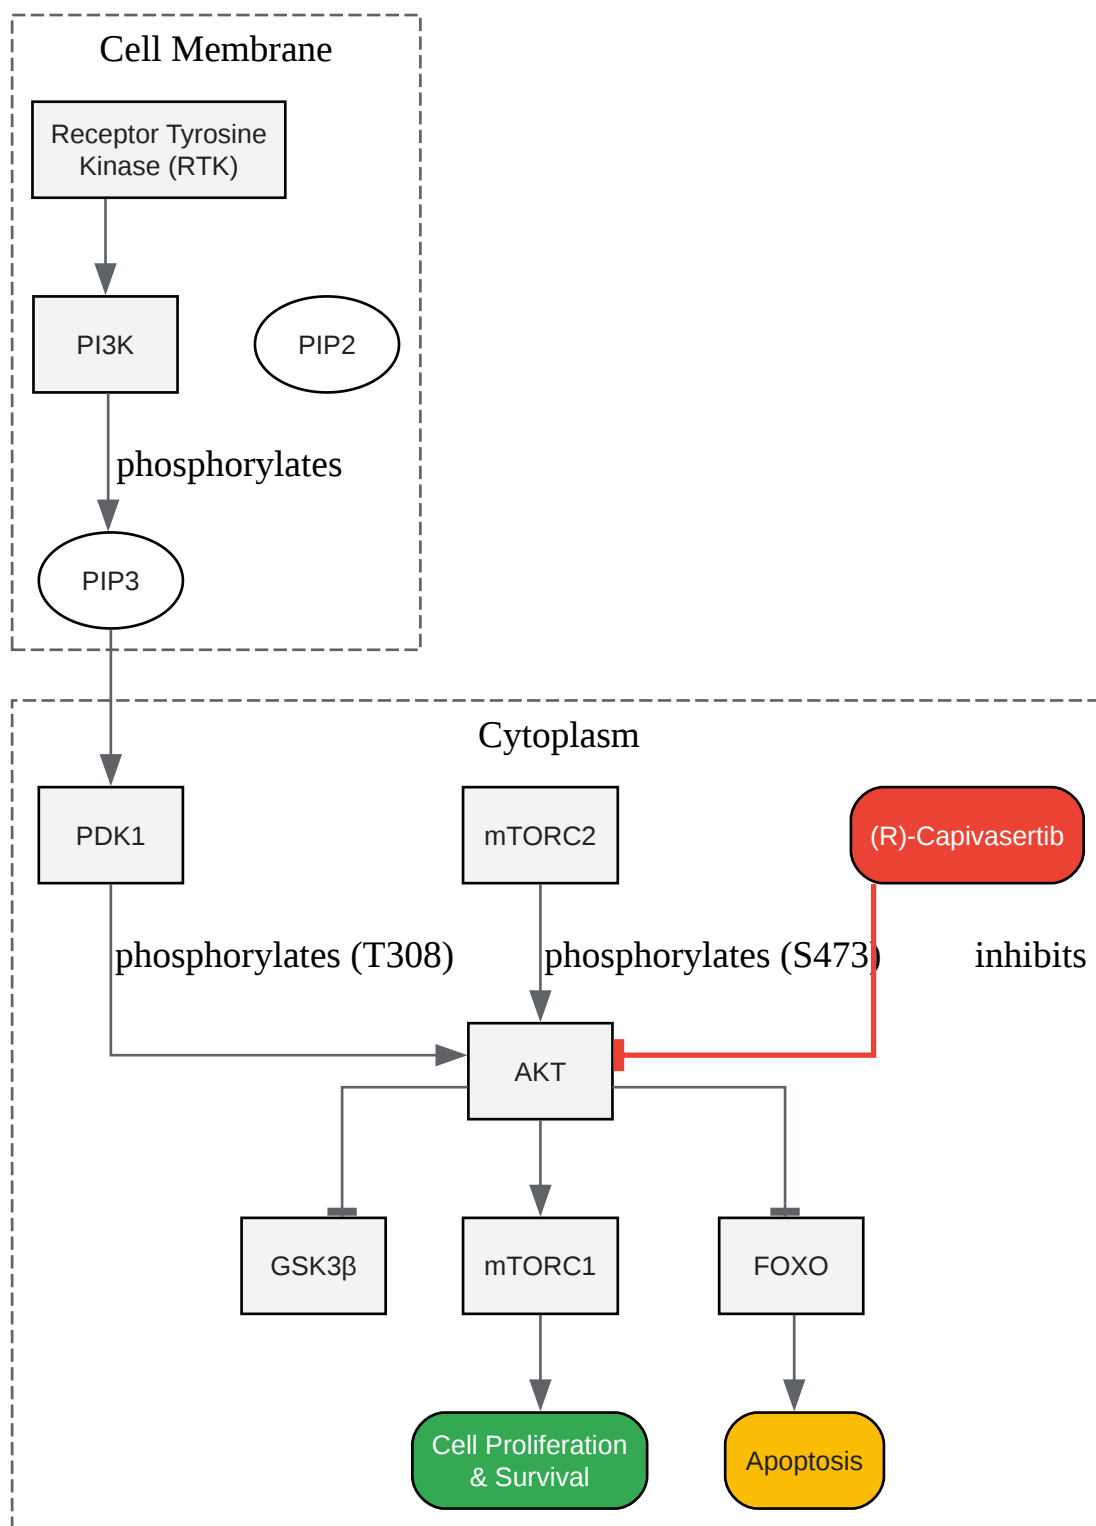 Cell Membrane
Receptor Tyrosine
Kinase (RTK)
PI3K
PIP2
phosphorylates
PIP3
Cytoplasm
PDK1
mTORC2
(R)-Capivasertib
phosphorylates (T308)
phosphorylates (S473)
inhibits
AKT
GSK3β
mTORC1
FOXO
Cell Proliferation
& Survival
Apoptosis